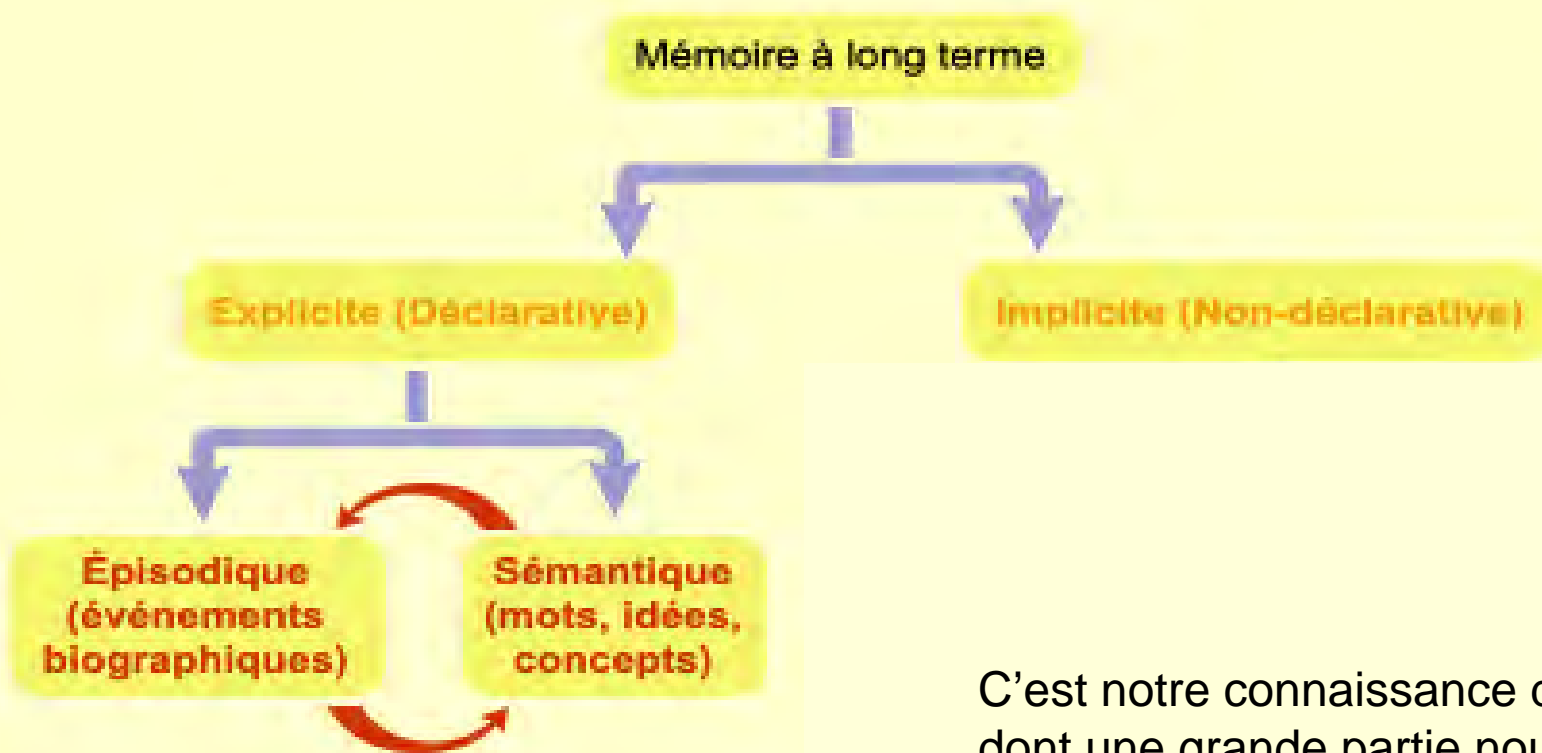 Mémoire à long terme
Explicite (Déclarative)
Implicite (Non-déclarative)
Épisodique
(événements
biographiques)
Sémantique
(mots, idées,
concepts)
C’est notre connaissance
dont une grande partie